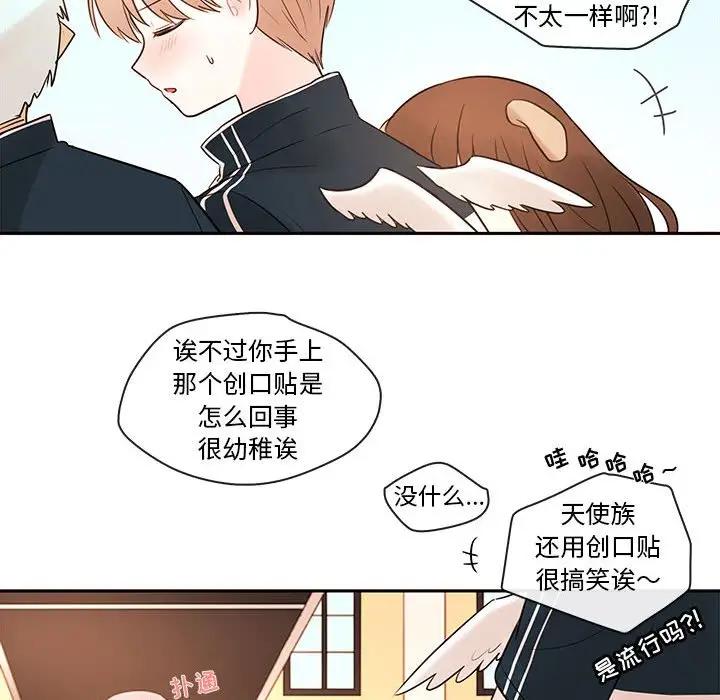 不太一样啊?!
诶不过你手上
那个创口贴是
怎么回事
很幼稚诶
没什么...
哇 哈哈哈~
天使族
还用创口贴
很搞笑诶～
是流行吗?!
扑通